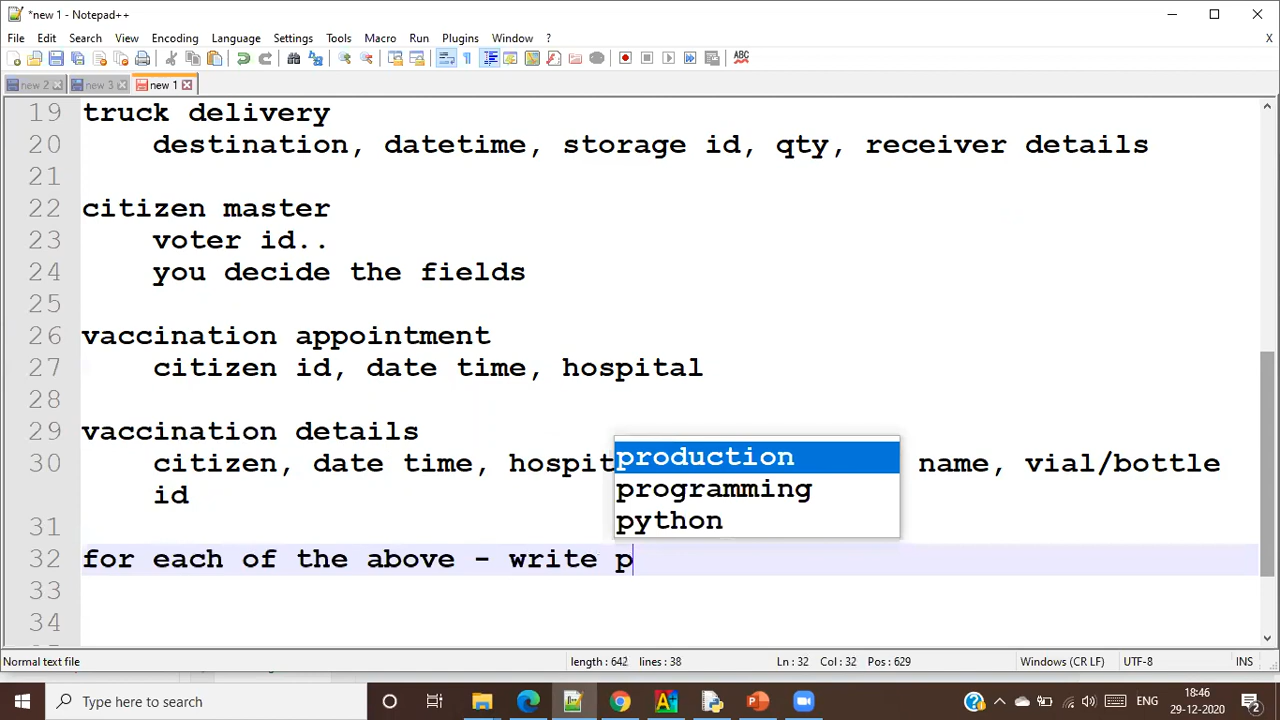 *new 1 - Notepad++
File Edit Search View Encoding Language Settings Tools Macro Run Plugins Window ? X
new 2 new 3 new 1
19 truck delivery
20 destination, datetime, storage id, qty, receiver details
21
22 citizen master
23 voter id..
24 you decide the fields
25
26 vaccination appointment
27 citizen id, date time, hospital
28
29 vaccination details
30 citizen, date time, hospit name, vial/bottle
id
31
32 for each of the above - write p
33
34
production
programming
python
Normal text file length : 642 lines : 38 Ln : 32 Col : 32 Pos : 629 Windows (CR LF) UTF-8 INS
Type here to search ENG 18:46
29-12-2020 2